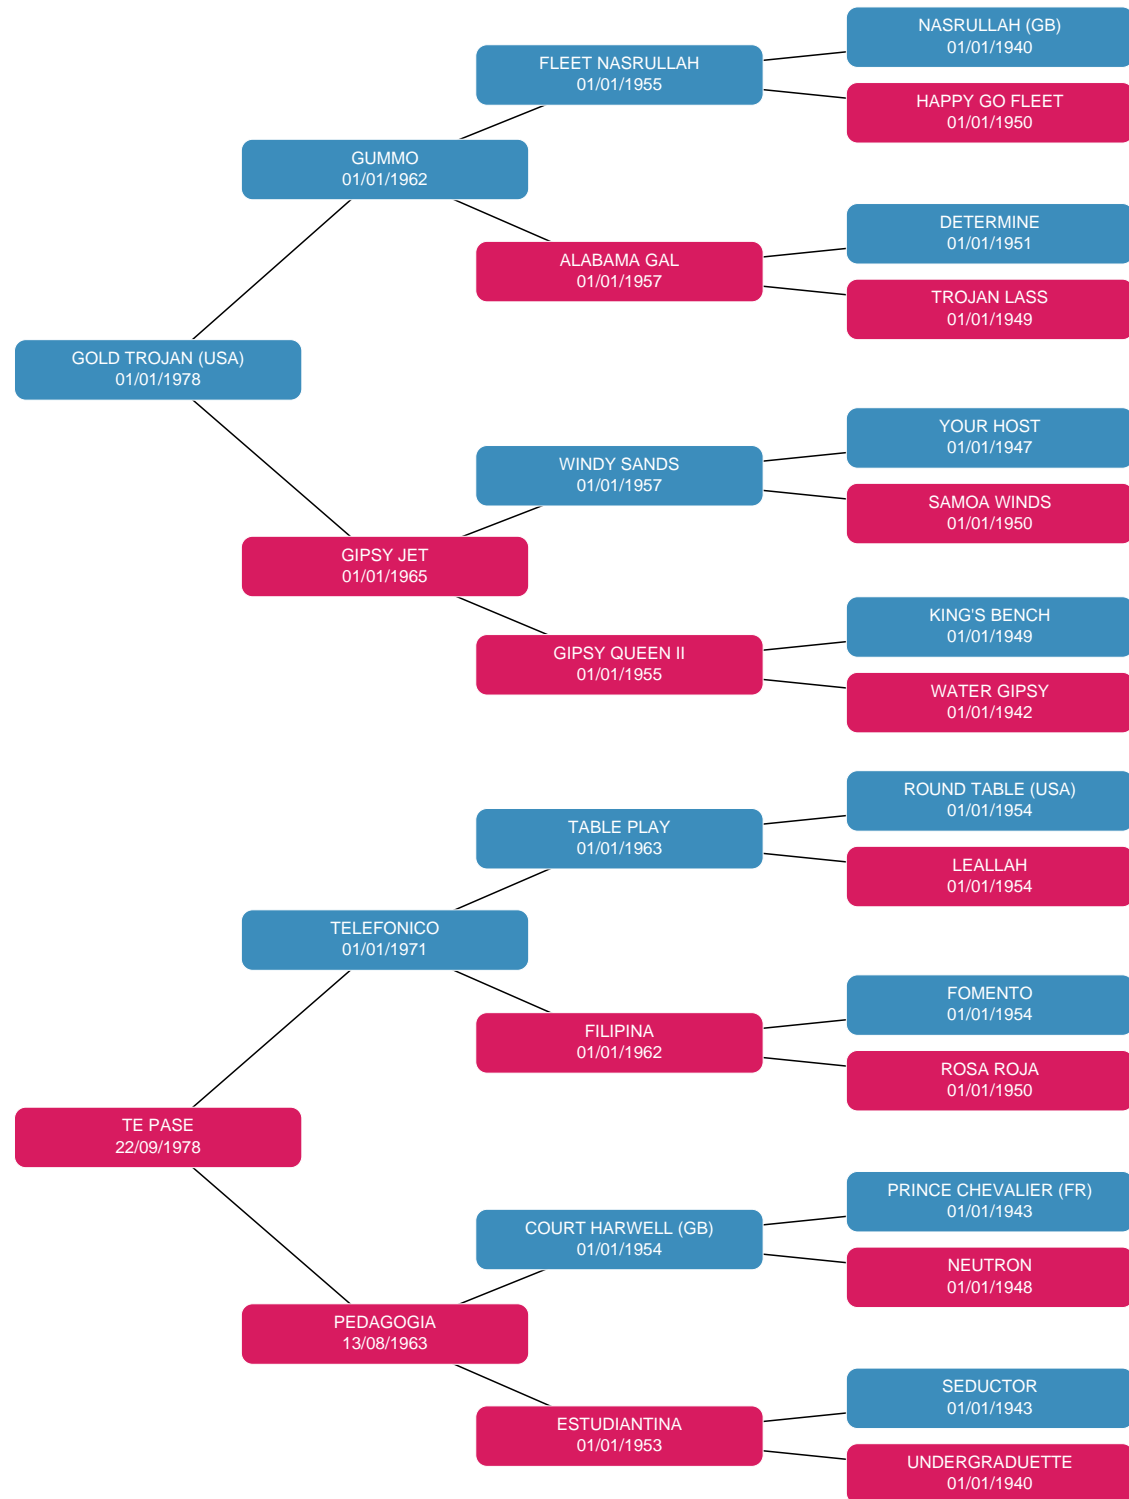 NASRULLAH (GB)
01/01/1940
FLEET NASRULLAH
01/01/1955
HAPPY GO FLEET
01/01/1950
GUMMO
01/01/1962
DETERMINE
01/01/1951
ALABAMA GAL
01/01/1957
TROJAN LASS
01/01/1949
GOLD TROJAN (USA)
01/01/1978
YOUR HOST
01/01/1947
WINDY SANDS
01/01/1957
SAMOA WINDS
01/01/1950
GIPSY JET
01/01/1965
KING'S BENCH
01/01/1949
GIPSY QUEEN II
01/01/1955
WATER GIPSY
01/01/1942
ROUND TABLE (USA)
01/01/1954
TABLE PLAY
01/01/1963
LEALLAH
01/01/1954
TELEFONICO
01/01/1971
FOMENTO
01/01/1954
FILIPINA
01/01/1962
ROSA ROJA
01/01/1950
TE PASE
22/09/1978
PRINCE CHEVALIER (FR)
01/01/1943
COURT HARWELL (GB)
01/01/1954
NEUTRON
01/01/1948
PEDAGOGIA
13/08/1963
SEDUCTOR
01/01/1943
ESTUDIANTINA
01/01/1953
UNDERGRADUETTE
01/01/1940